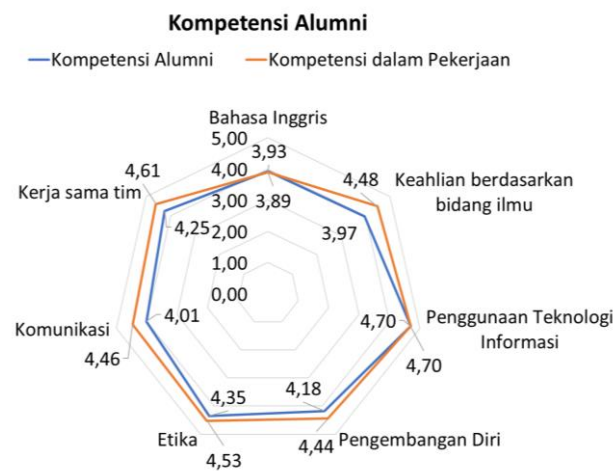 Kompetensi Alumni
Kompetensi Alumni
Kompetensi dalam Pekerjaan
Bahasa Inggris
5,00
3,93
4,00
3,89
3,00
2,00
1,00
0,00
4,48
Keahlian berdasarkan
bidang ilmu
3,97
4,70
Penggunaan Teknologi
Informasi
4,70
4,18
Pengembangan Diri
4,44
4,35
Etika
4,53
4,01
Komunikasi
4,46
4,61
Kerja sama tim
4,25